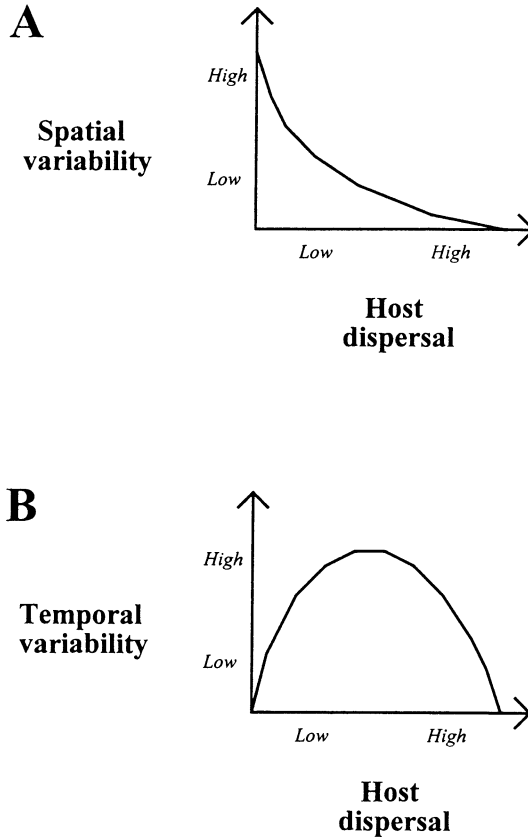 A
High
Spatial
variability
Low
Low
High
Host
dispersal
B
High
Temporal
variability
Low
Low
High
Host
dispersal